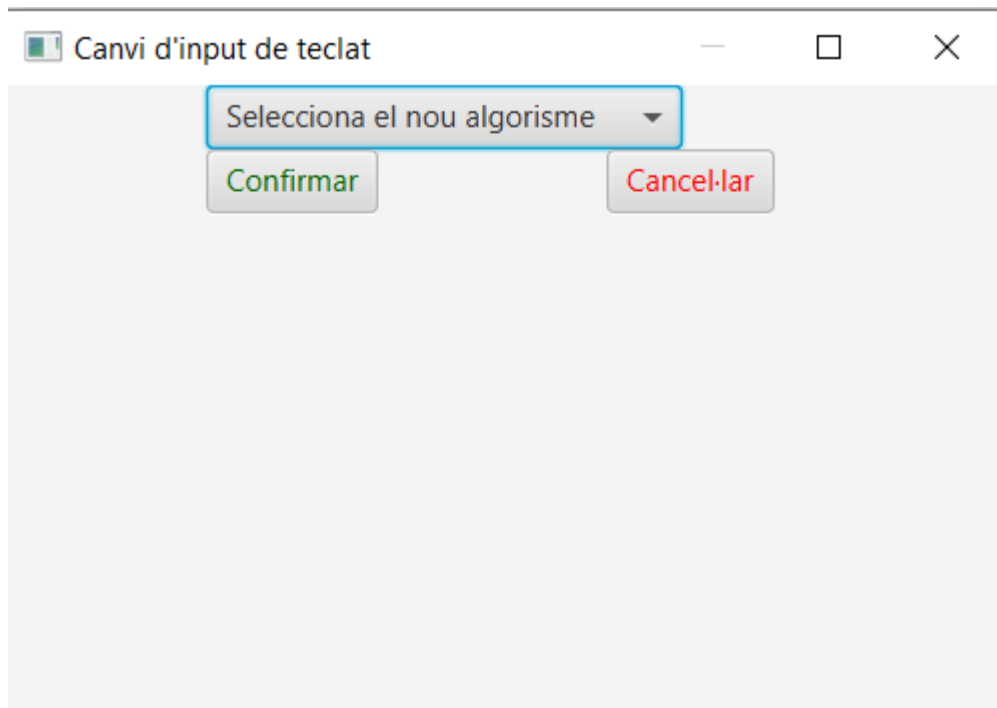 Canvi d'input de teclat
Selecciona el nou algorisme
Confirmar Cancel·lar